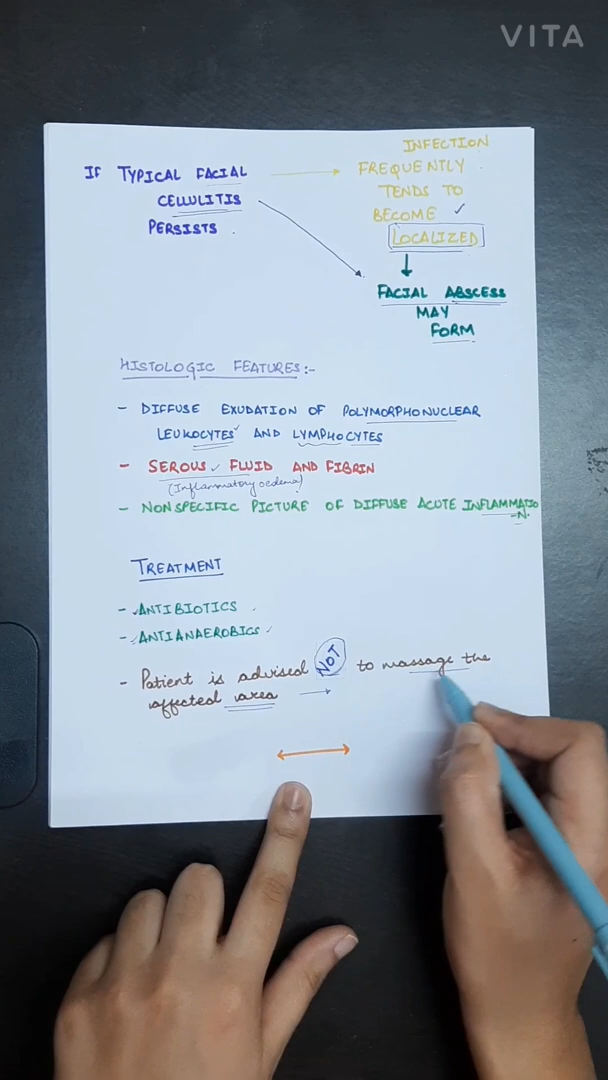 VITA
IF TYPICAL FACIAL
CELLULITIS
PERSISTS.
INFECTION
FREQUENTLY
TENDS TO
BECOME ✓
LOCALIZED
FACIAL ABSCESS
MAY
FORM
HISTOLOGIC FEATURES:-
- DIFFUSE EXUDATION OF POLYMORPHONUCLEAR
LEUKOCYTES AND LYMPHOCYTES
- SEROUS FLUID AND FIBRIN
(Inflammatory oedema)
- NONSPECIFIC PICTURE OF DIFFUSE ACUTE INFLAMMATIO
-N.
TREATMENT
- ANTIBIOTICS
- ANTIANAEROBICS
- Patient is advised NOT to massage the
affected area